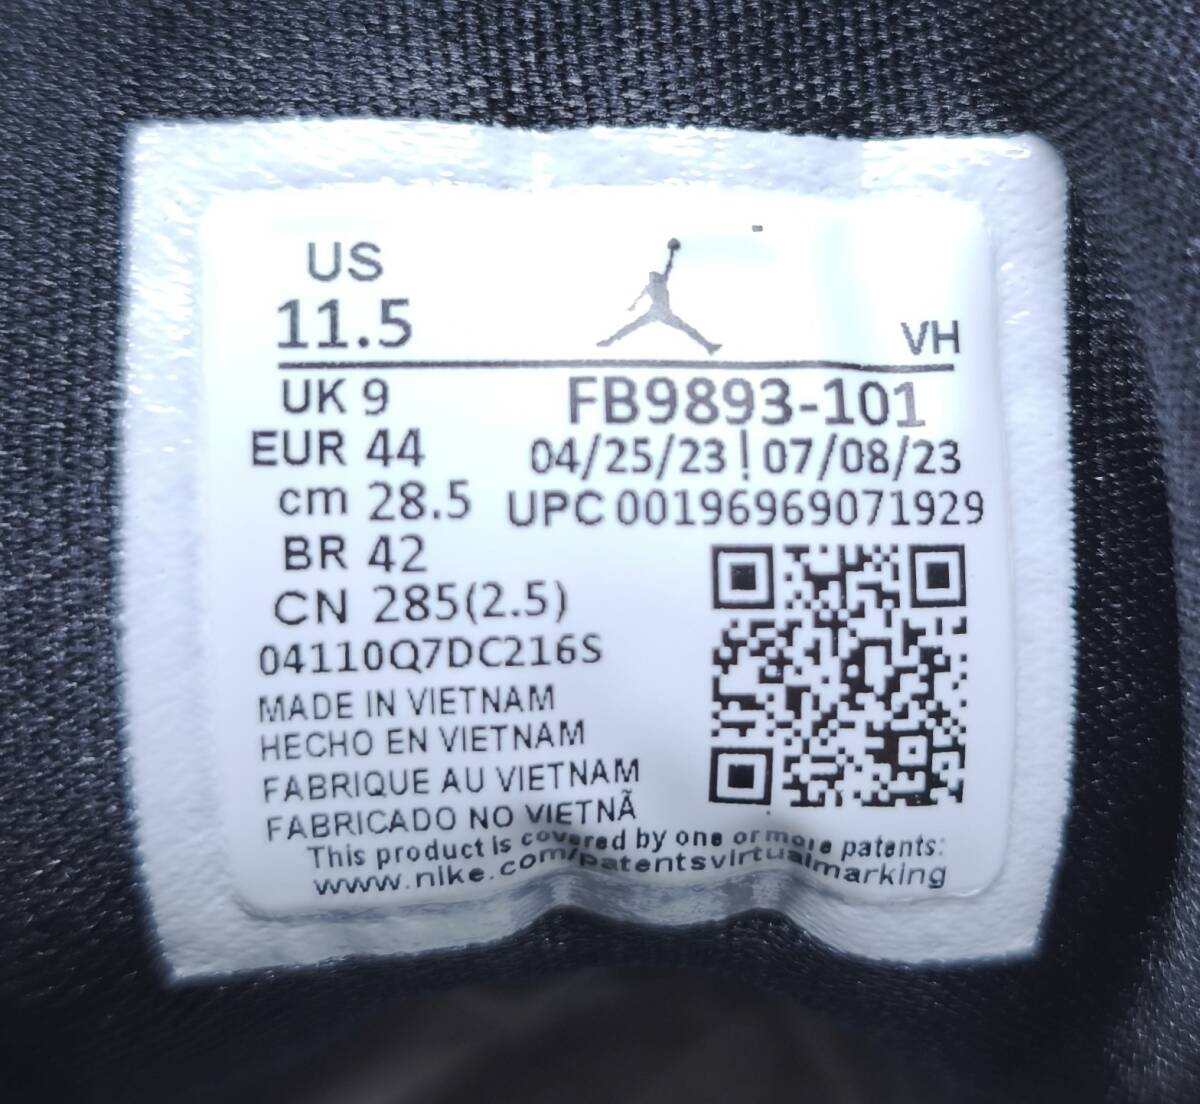 US
11.5
VH
UK 9
FB9893-101
EUR 44
04/25/23 | 07/08/23
cm 28.5
UPC 00196969071929
BR 42
CN 285(2.5)
04110Q7DC216S
MADE IN VIETNAM
HECHO EN VIETNAM
FABRIQUE AU VIETNAM
FABRICADO NO VIETNÃ
This product is covered by one or more patents:
www.nike.com/patentsvirtualmarking